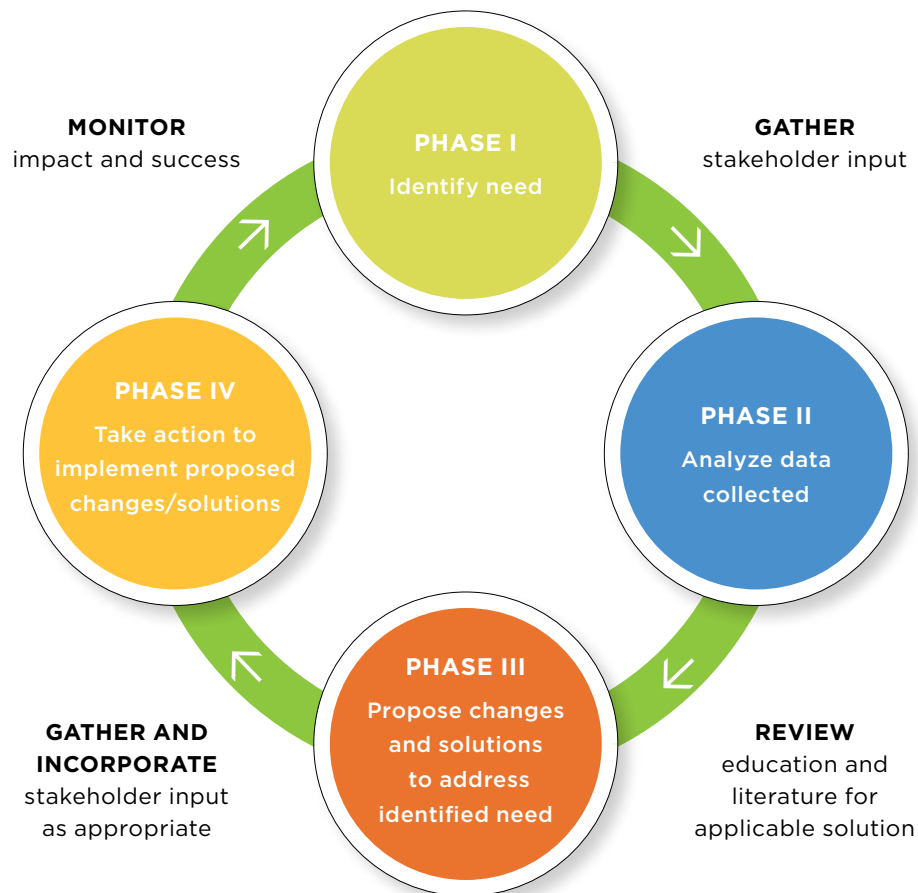 PHASE I
Identify need
GATHER
stakeholder input
PHASE II
Analyze data
collected
REVIEW
education and
literature for
applicable solution
PHASE III
Propose changes
and solutions
to address
identified need
GATHER AND
INCORPORATE
stakeholder input
as appropriate
PHASE IV
Take action to
implement proposed
changes/solutions
MONITOR
impact and success